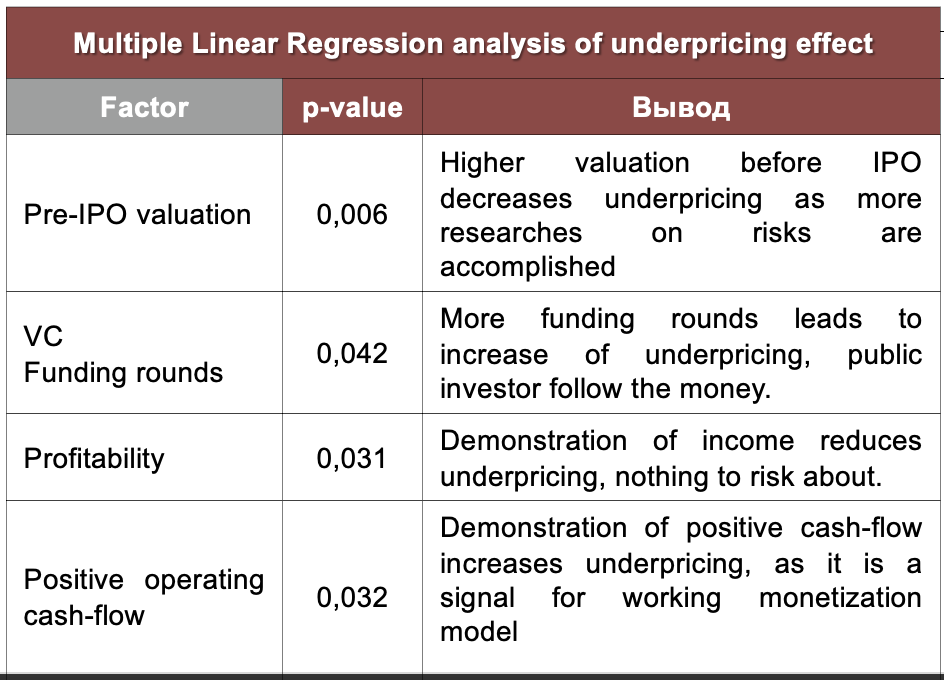 Multiple Linear Regression analysis of underpricing effect
Factor
p-value
Вывод
Pre-IPO valuation
0,006
Higher valuation before IPO
decreases underpricing as more
researches on risks are
accomplished
VC
Funding rounds
0,042
More funding rounds leads to
increase of underpricing, public
investor follow the money.
Profitability
0,031
Demonstration of income reduces
underpricing, nothing to risk about.
Positive operating
cash-flow
0,032
Demonstration of positive cash-flow
increases underpricing, as it is a
signal for working monetization
model